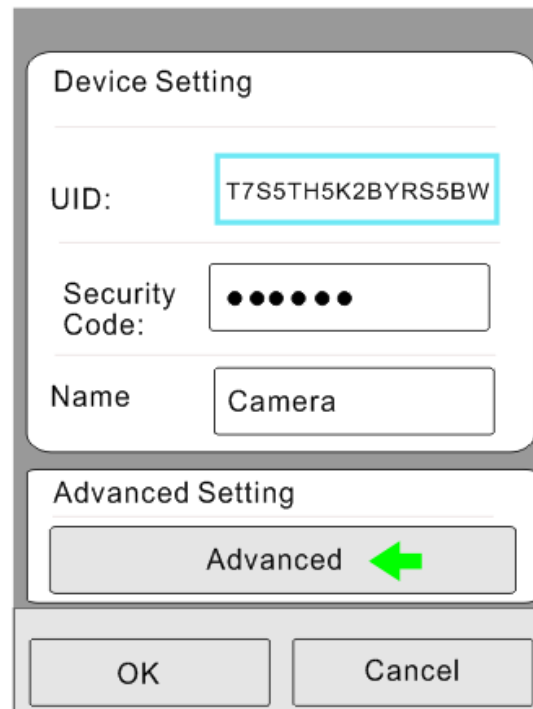 Device Setting
UID:
T7S5TH5K2BYRS5BW
Security
Code:
●●●●●●
Name
Camera
Advanced Setting
Advanced
OK
Cancel